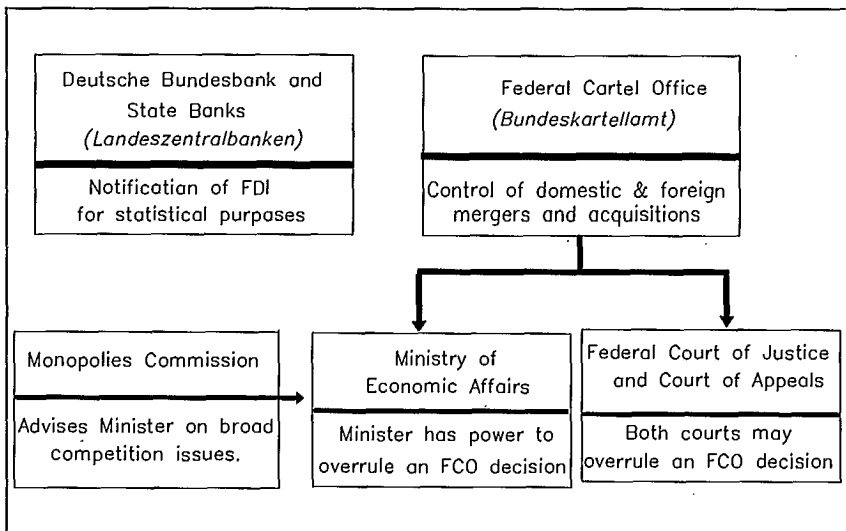 Deutsche Bundesbank and
State Banks
(Landeszentralbanken)
Notification of FDI
for statistical purpases
Federal Cartel Office
(Bundeskartellamt)
Control of domestic & foreign
mergers and acquisitions
Monopolies Commission
Advises Minister on broad
competition issues.
Ministry of
Economic Affairs
Minister has power to
overrule an FCO decision
Federal Court of Justice
and Court of Appeals
Both courts may
overrule an FCO decision